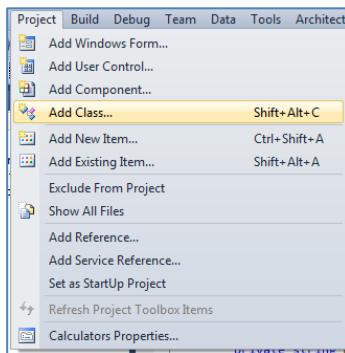 Project Build Debug Team Data Tools Architect
Add Windows Form...
Add User Control...
Add Component...
Add Class... Shift+Alt+C
Add New Item... Ctrl+Shift+A
Add Existing Item... Shift+Alt+A
Exclude From Project
Show All Files
Add Reference...
Add Service Reference...
Set as StartUp Project
Refresh Project Toolbox Items
Calculators Properties...
private string